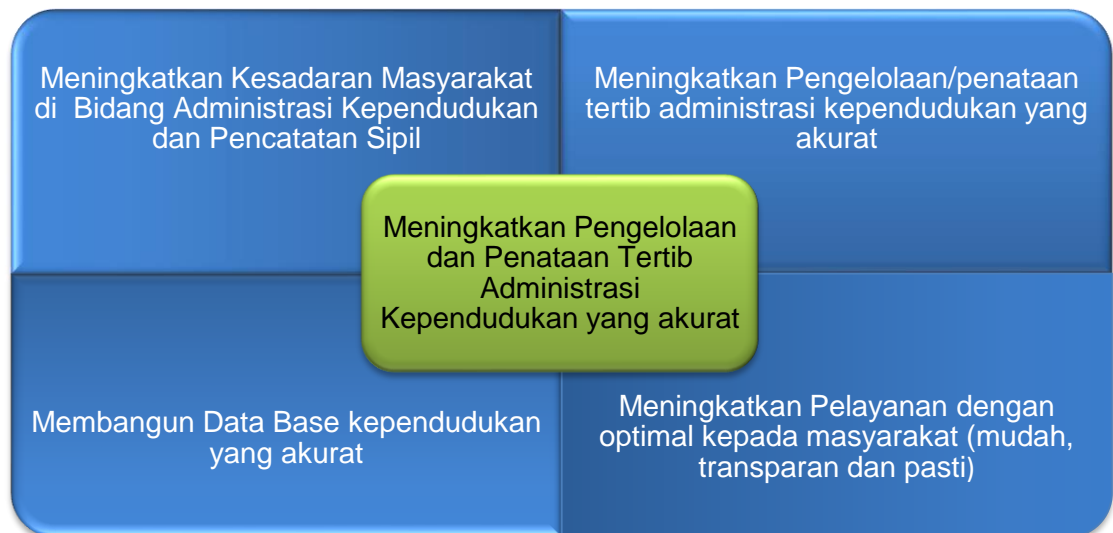 Meningkatkan Kesadaran Masyarakat
di Bidang Administrasi Kependudukan
dan Pencatatan Sipil
Meningkatkan Pengelolaan/penataan
tertib administrasi kependudukan yang
akurat
Meningkatkan Pengelolaan
dan Penataan Tertib
Administrasi
Kependudukan yang akurat
Membangun Data Base kependudukan
yang akurat
Meningkatkan Pelayanan dengan
optimal kepada masyarakat (mudah,
transparan dan pasti)